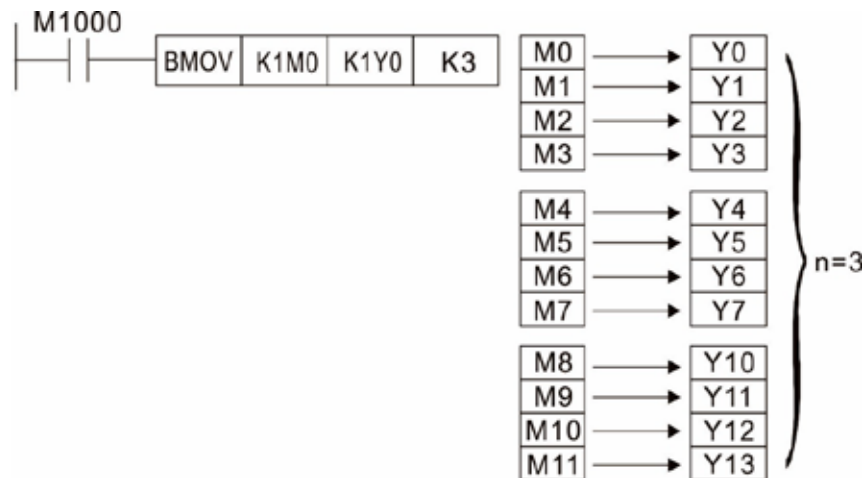 M1000
BMOV K1M0 K1Y0 K3
M0 Y0
M1 Y1
M2 Y2
M3 Y3
M4 Y4
M5 Y5
M6 Y6
M7 Y7
n=3
M8 Y10
M9 Y11
M10 Y12
M11 Y13